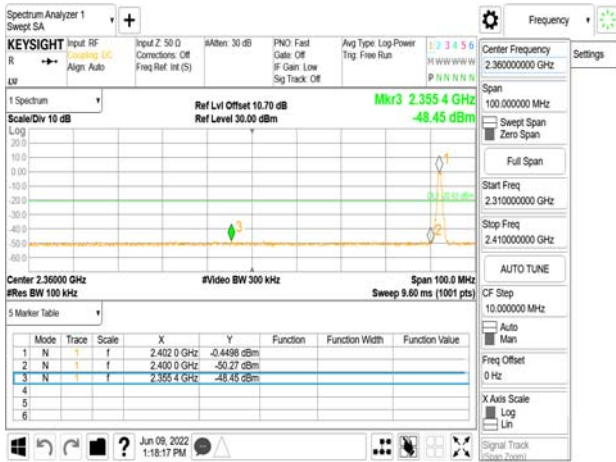 Spectrum Analyzer 1
Swept SA
+
Frequency
KEYSIGHT
R
Input: RF
Coupling: DC
Align: Auto
Input Z: 50 Ω
Corrections: Off
Freq Ref: Int (S)
#Atten: 30 dB
PNO: Fast
Gate: Off
IF Gain: Low
Sig Track: Off
Avg Type: Log-Power
Trig: Free Run
1 2 3 4 5 6
M W W W W W
P N N N N N
1 Spectrum
Scale/Div 10 dB
Log
Ref Lvl Offset 10.70 dB
Ref Level 30.00 dBm
Mkr3 2.355 4 GHz
-48.45 dBm
20.0
10.0
0.00
-10.0
-20.0
-30.0
-40.0
-50.0
-60.0
1
2
3
Center 2.36000 GHz
#Res BW 100 kHz
#Video BW 300 kHz
Span 100.0 MHz
Sweep 9.60 ms (1001 pts)
5 Marker Table
Mode Trace Scale X Y Function Function Width Function Value
1 N 1 f 2.402 0 GHz -0.4498 dBm
2 N 1 f 2.400 0 GHz -50.27 dBm
3 N 1 f 2.355 4 GHz -48.45 dBm
4
5
6
Jun 09, 2022
1:18:17 PM
Center Frequency
2.360000000 GHz
Settings
Span
100.000000 MHz
Swept Span
Zero Span
Full Span
Start Freq
2.310000000 GHz
Stop Freq
2.410000000 GHz
AUTO TUNE
CF Step
10.000000 MHz
Auto
Man
Freq Offset
0 Hz
X Axis Scale
Log
Lin
Signal Track
(Span Zoom)